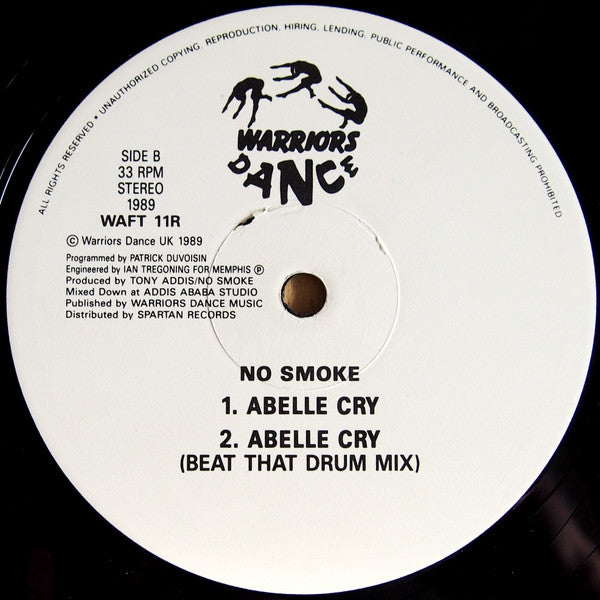 ALL RIGHTS RESERVED • UNAUTHORIZED COPYING, REPRODUCTION, HIRING, LENDING, PUBLIC PERFORMANCE AND BROADCASTING PROHIBITED
WARRIORS
DANCE
SIDE B
33 RPM
STEREO
1989
WAFT 11R
© Warriors Dance UK 1989
Programmed by PATRICK DUVOISIN
Engineered by IAN TREGONING FOR MEMPHIS ℗
Produced by TONY ADDIS/NO SMOKE
Mixed Down at ADDIS ABABA STUDIO
Published by WARRIORS DANCE MUSIC
Distributed by SPARTAN RECORDS
NO SMOKE
1. ABELLE CRY
2. ABELLE CRY
(BEAT THAT DRUM MIX)